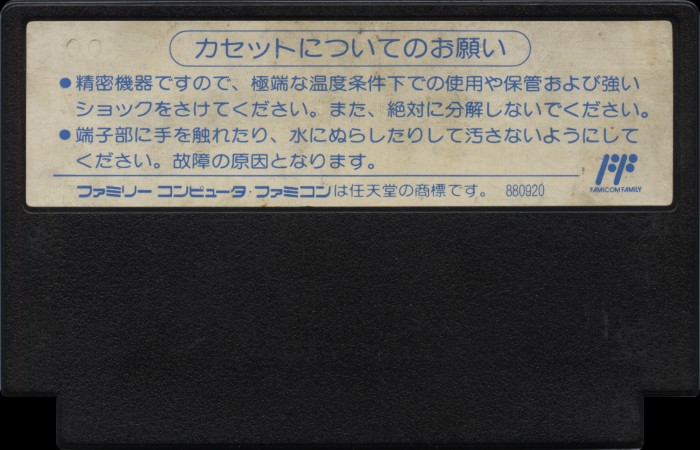 カセットについてのお願い
●精密機器ですので、極端な温度条件下での使用や保管および強い
ショックをさけてください。また、絶対に分解しないでください。
●端子部に手を触れたり、水にぬらしたりして汚さないようにして
ください。故障の原因となります。
FF
FAMICOM FAMILY
ファミリー コンピュータ・ファミコンは任天堂の商標です。 880920